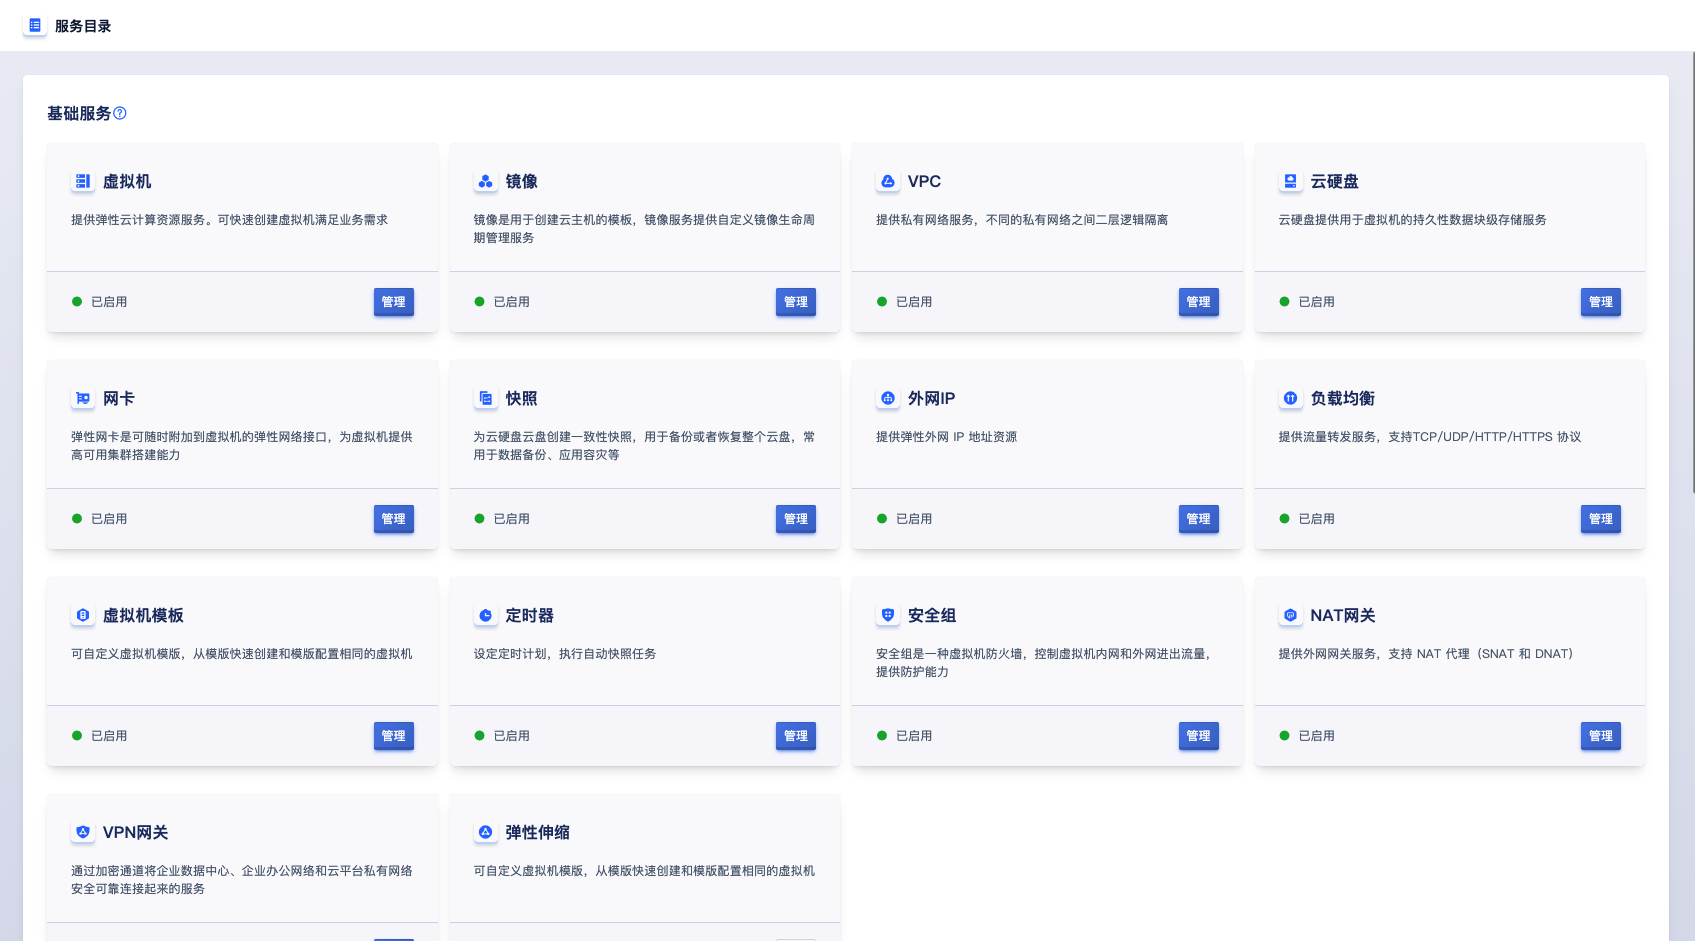 服务目录
基础服务
虚拟机
提供弹性云计算资源服务。可快速创建虚拟机满足业务需求
已启用
管理
镜像
镜像是用于创建云主机的模板，镜像服务提供自定义镜像生命周
期管理服务
已启用
管理
VPC
提供私有网络服务，不同的私有网络之间二层逻辑隔离
已启用
管理
云硬盘
云硬盘提供用于虚拟机的持久性数据块级存储服务
已启用
管理
网卡
弹性网卡是可随时附加到虚拟机的弹性网络接口，为虚拟机提供
高可用集群搭建能力
已启用
管理
快照
为云硬盘云盘创建一致性快照，用于备份或者恢复整个云盘，常
用于数据备份、应用容灾等
已启用
管理
外网IP
提供弹性外网 IP 地址资源
已启用
管理
负载均衡
提供流量转发服务，支持TCP/UDP/HTTP/HTTPS 协议
已启用
管理
虚拟机模板
可自定义虚拟机模版，从模版快速创建和模版配置相同的虚拟机
已启用
管理
定时器
设定定时计划，执行自动快照任务
已启用
管理
安全组
安全组是一种虚拟机防火墙，控制虚拟机内网和外网进出流量，
提供防护能力
已启用
管理
NAT网关
提供外网网关服务，支持 NAT 代理（SNAT 和 DNAT）
已启用
管理
VPN网关
通过加密通道将企业数据中心、企业办公网络和云平台私有网络
安全可靠连接起来的服务
弹性伸缩
可自定义虚拟机模版，从模版快速创建和模版配置相同的虚拟机